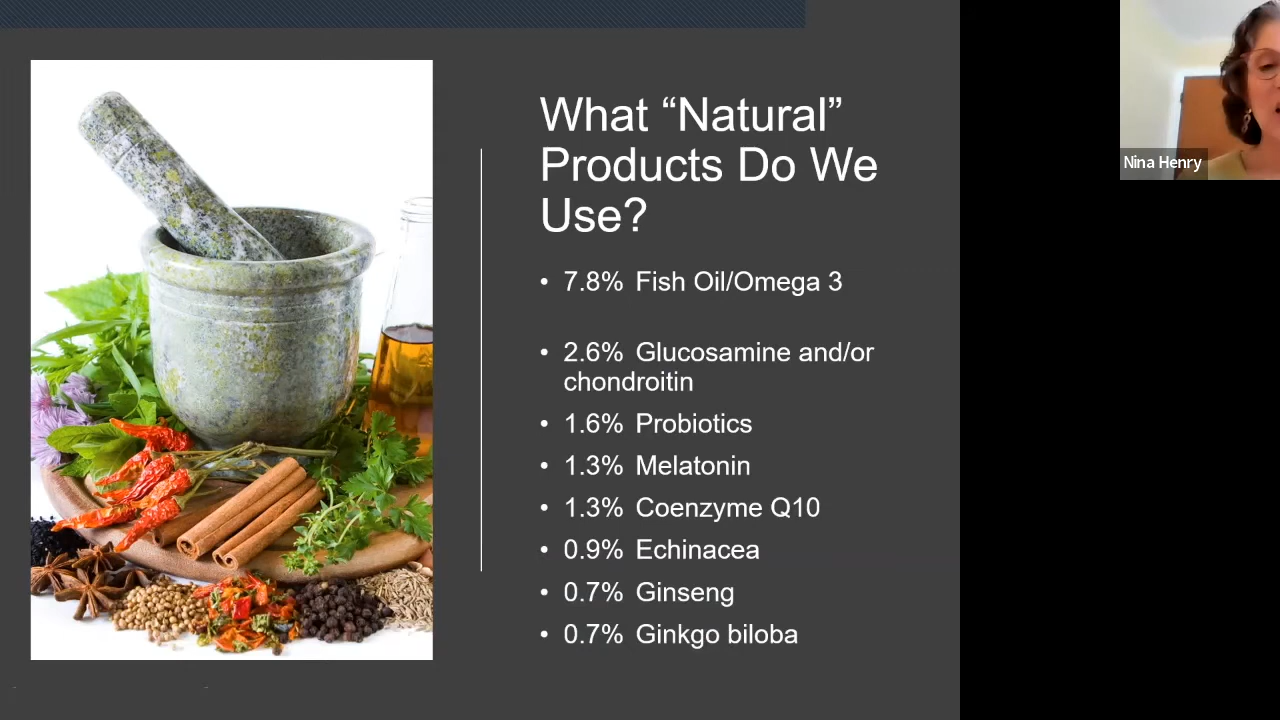 What “Natural”
Products Do We
Use?
• 7.8% Fish Oil/Omega 3
• 2.6% Glucosamine and/or
chondroitin
• 1.6% Probiotics
• 1.3% Melatonin
• 1.3% Coenzyme Q10
• 0.9% Echinacea
• 0.7% Ginseng
• 0.7% Ginkgo biloba
Nina Henry